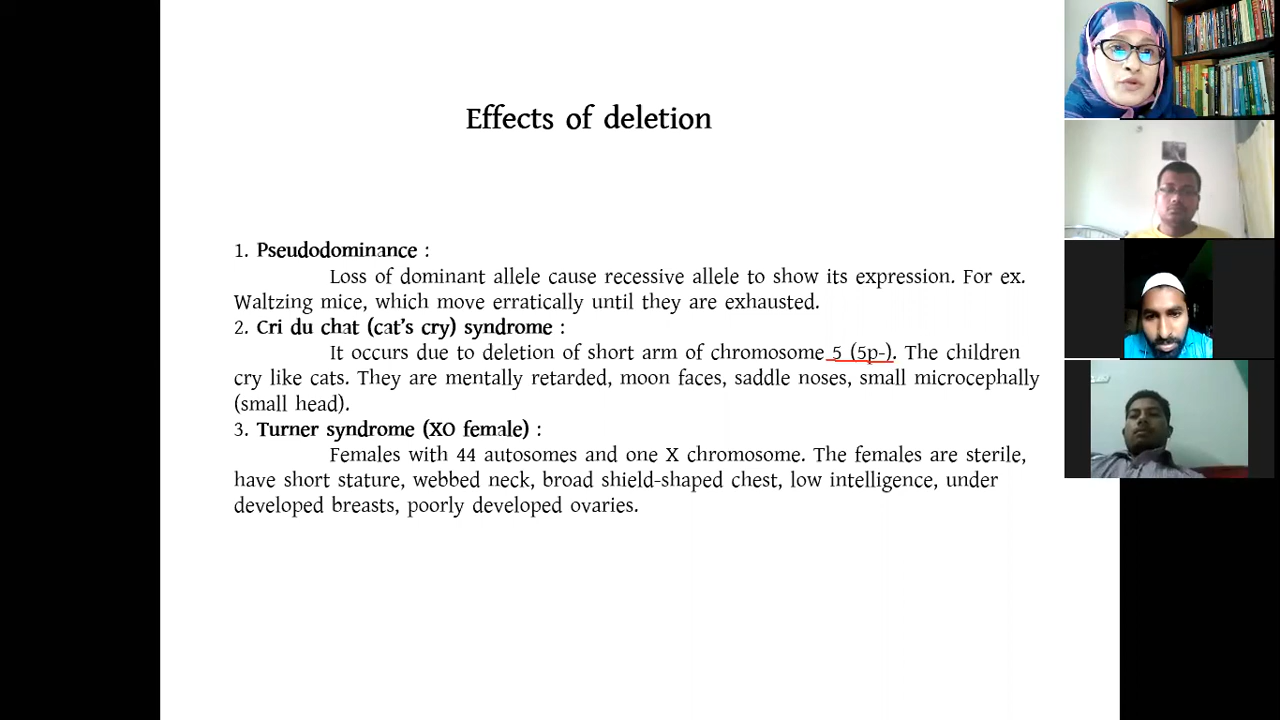 Effects of deletion
1. Pseudodominance :
Loss of dominant allele cause recessive allele to show its expression. For ex.
Waltzing mice, which move erratically until they are exhausted.
2. Cri du chat (cat's cry) syndrome :
It occurs due to deletion of short arm of chromosome 5 (5p-). The children
cry like cats. They are mentally retarded, moon faces, saddle noses, small microcephally
(small head).
3. Turner syndrome (XO female) :
Females with 44 autosomes and one X chromosome. The females are sterile,
have short stature, webbed neck, broad shield-shaped chest, low intelligence, under
developed breasts, poorly developed ovaries.